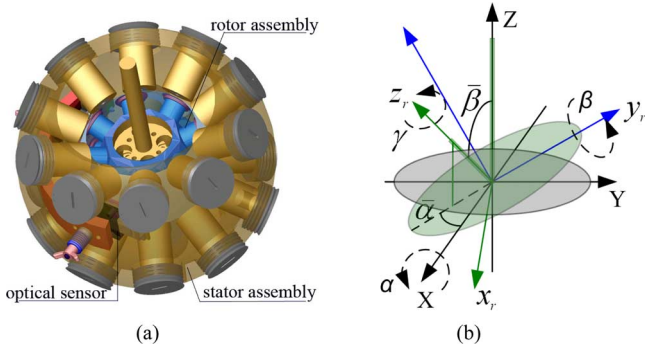 rotor assembly
optical sensor
stator assembly
(a)
Z
z_r
β̄
β
y_r
γ
Y
ᾱ
α
X
x_r
(b)